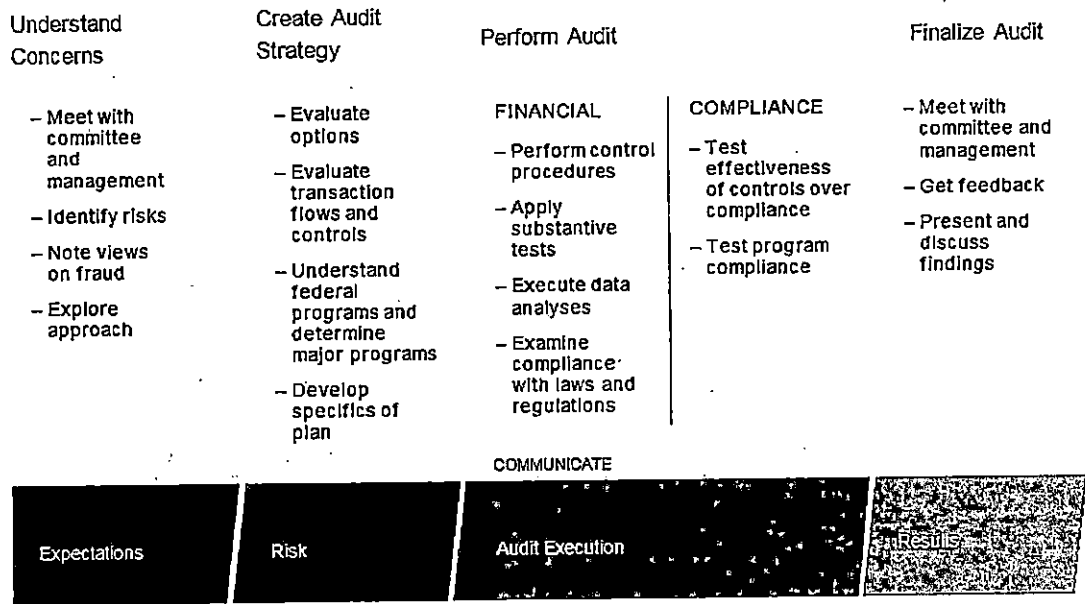 Understand
Concerns
– Meet with
committee
and
management
– Identify risks
– Note views
on fraud
– Explore
approach
Create Audit
Strategy
– Evaluate
options
– Evaluate
transaction
flows and
controls
– Understand
federal
programs and
determine
major programs
– Develop
specifics of
plan
Perform Audit
FINANCIAL
– Perform control
procedures
– Apply
substantive
tests
– Execute data
analyses
– Examine
compliance
with laws and
regulations
COMPLIANCE
– Test
effectiveness
of controls over
compliance
– Test program
compliance
Finalize Audit
– Meet with
committee and
management
– Get feedback
– Present and
discuss
findings
COMMUNICATE
Expectations
Risk
Audit Execution
Results